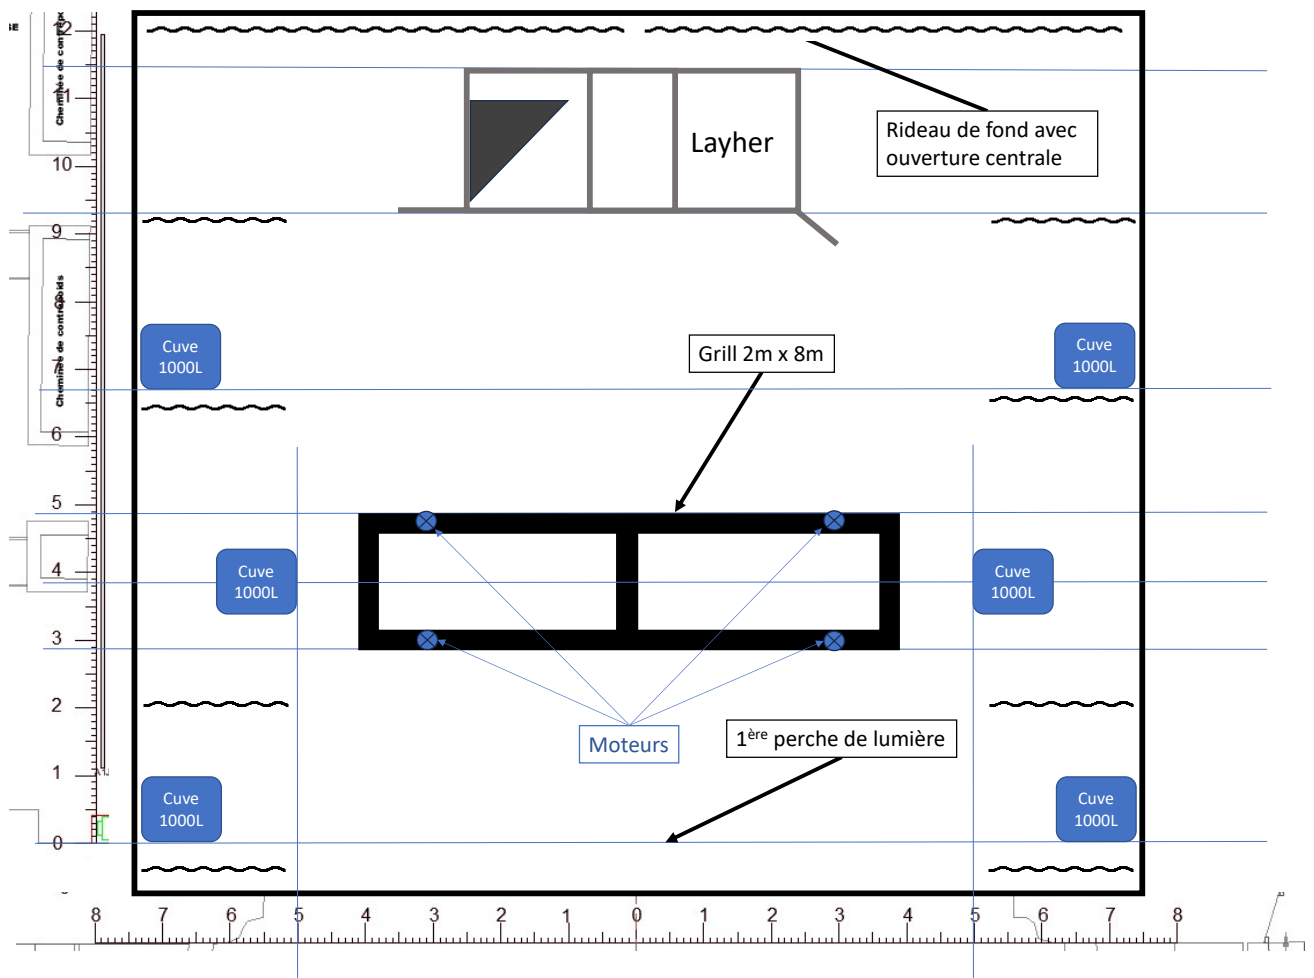 12
11
10
9
8
7
6
5
4
3
2
1
0
Cheminée de contrepoids
Rideau de fond avec
ouverture centrale
Layher
Cuve
1000L
Cuve
1000L
Grill 2m x 8m
Cuve
1000L
Cuve
1000L
Moteurs
1ère perche de lumière
Cuve
1000L
Cuve
1000L
8 7 6 5 4 3 2 1 0 1 2 3 4 5 6 7 8